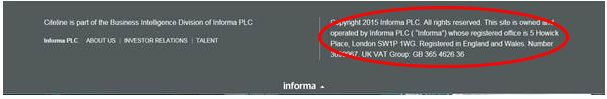 Citeline is part of the Business Intelligence Division of Informa PLC
Informa PLC ABOUT US | INVESTOR RELATIONS | TALENT
Copyright 2015 Informa PLC. All rights reserved. This site is owned and
operated by Informa PLC ( "Informa") whose registered office is 5 Howick
Place, London SW1P 1WG. Registered in England and Wales. Number
UK VAT Group: GB 365 4626 36
informa